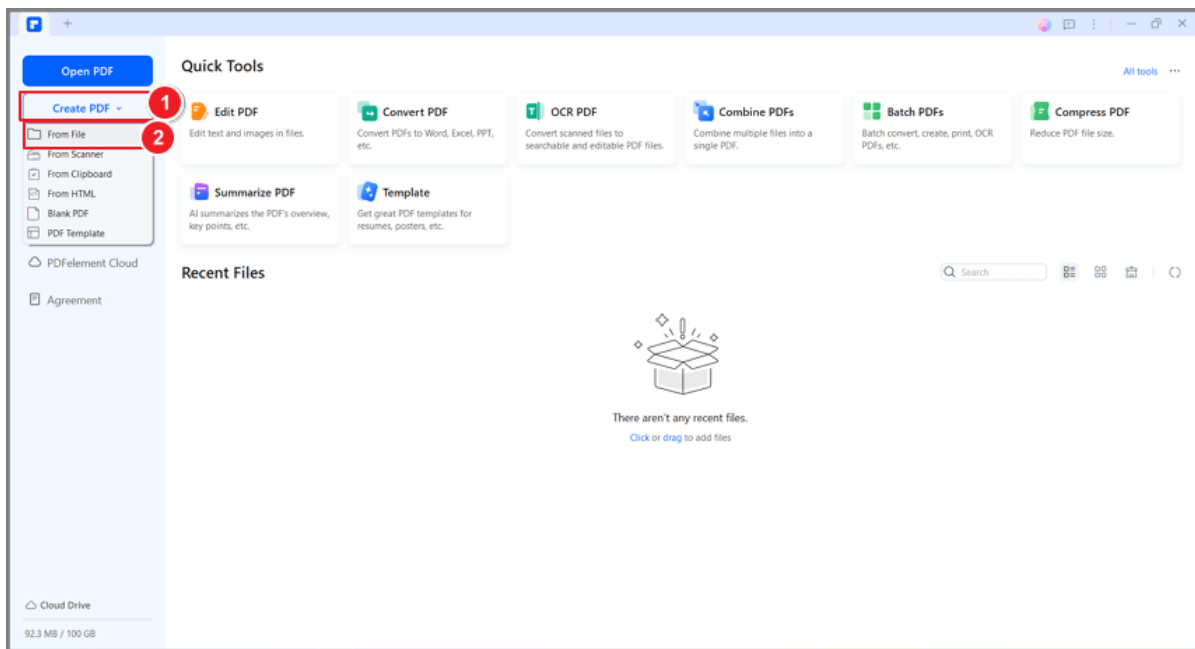 Open PDF
Create PDF
1
From File
2
From Scanner
From Clipboard
From HTML
Blank PDF
PDF Template
PDFelement Cloud
Agreement
Cloud Drive
92.3 MB / 100 GB
Quick Tools
All tools
Edit PDF
Edit text and images in files.
Convert PDF
Convert PDFs to Word, Excel, PPT,
etc.
OCR PDF
Convert scanned files to
searchable and editable PDF files.
Combine PDFs
Combine multiple files into a
single PDF.
Batch PDFs
Batch convert, create, print, OCR
PDFs, etc.
Compress PDF
Reduce PDF file size.
Summarize PDF
AI summarizes the PDF's overview,
key points, etc.
Template
Get great PDF templates for
resumes, posters, etc.
Recent Files
Search
There aren't any recent files.
Click or drag to add files